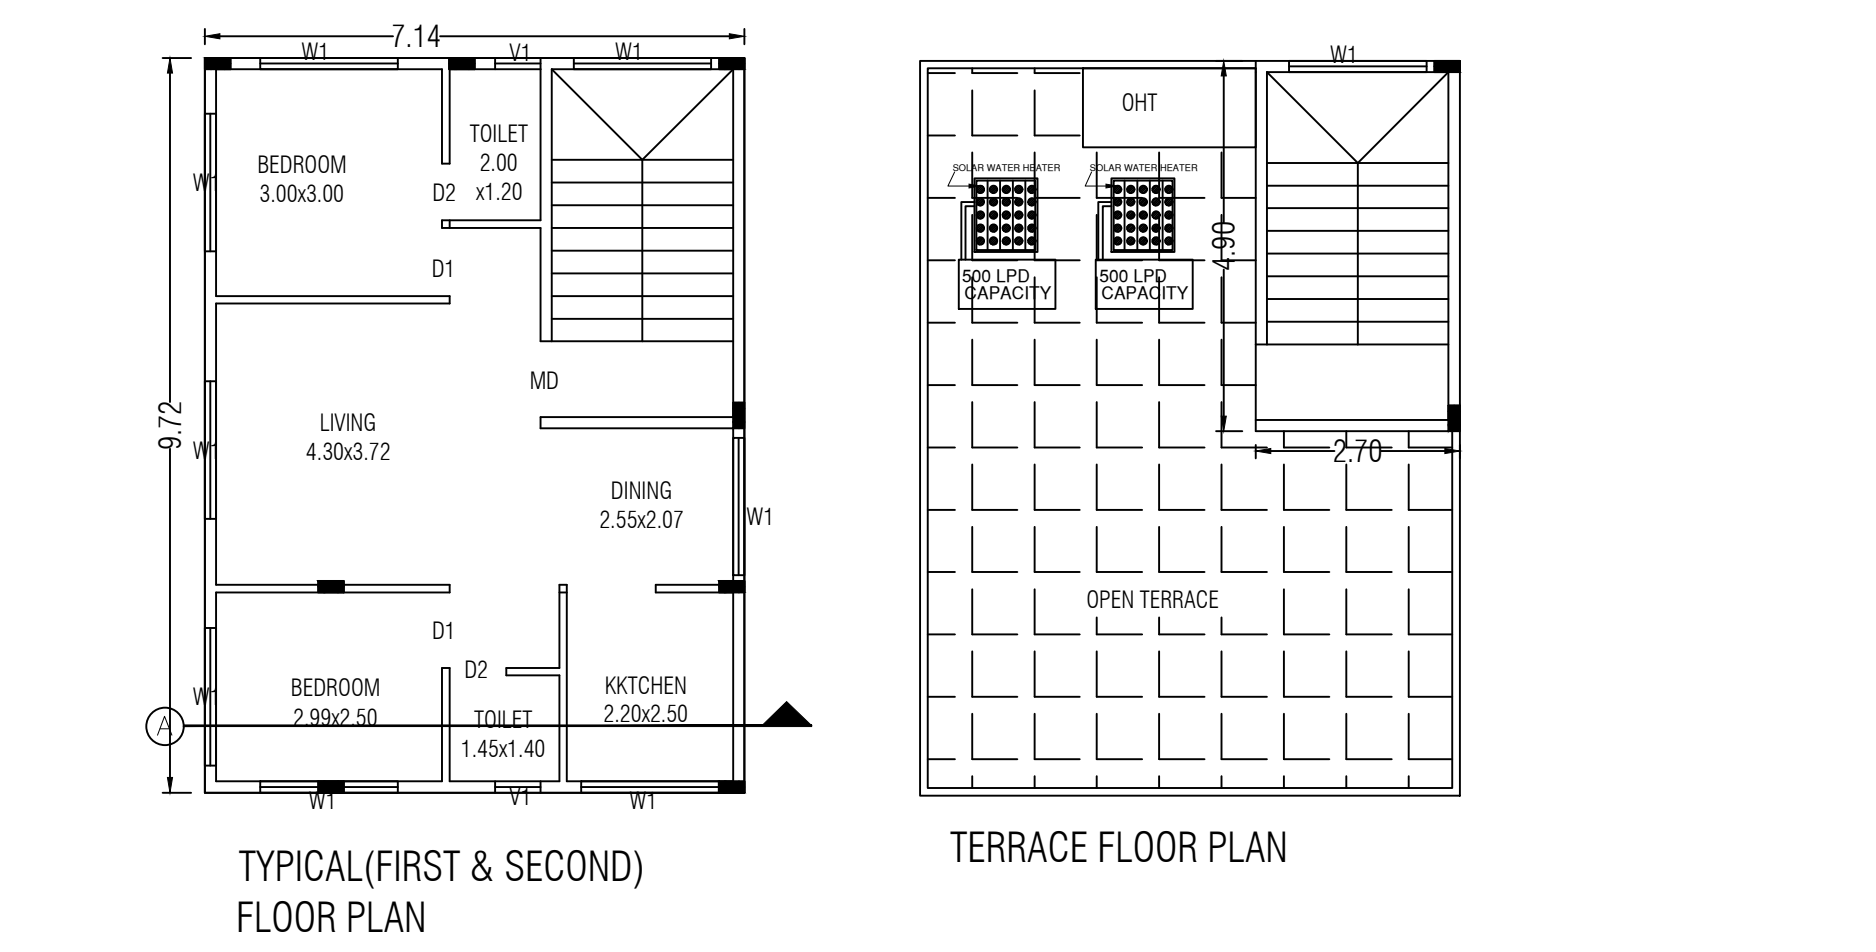 7.14
W1
V1
W1
BEDROOM
3.00x3.00
TOILET
2.00
x1.20
W1
D2
D1
MD
9.72
LIVING
4.30x3.72
W1
DINING
2.55x2.07
W1
D1
D2
BEDROOM
2.99x2.50
W1
KKTCHEN
2.20x2.50
A
TOILET
1.45x1.40
W1
V1
W1
TYPICAL(FIRST & SECOND)
FLOOR PLAN
W1
OHT
SOLAR WATER HEATER
SOLAR WATER HEATER
4.90
500 LPD
CAPACITY
500 LPD
CAPACITY
2.70
OPEN TERRACE
TERRACE FLOOR PLAN